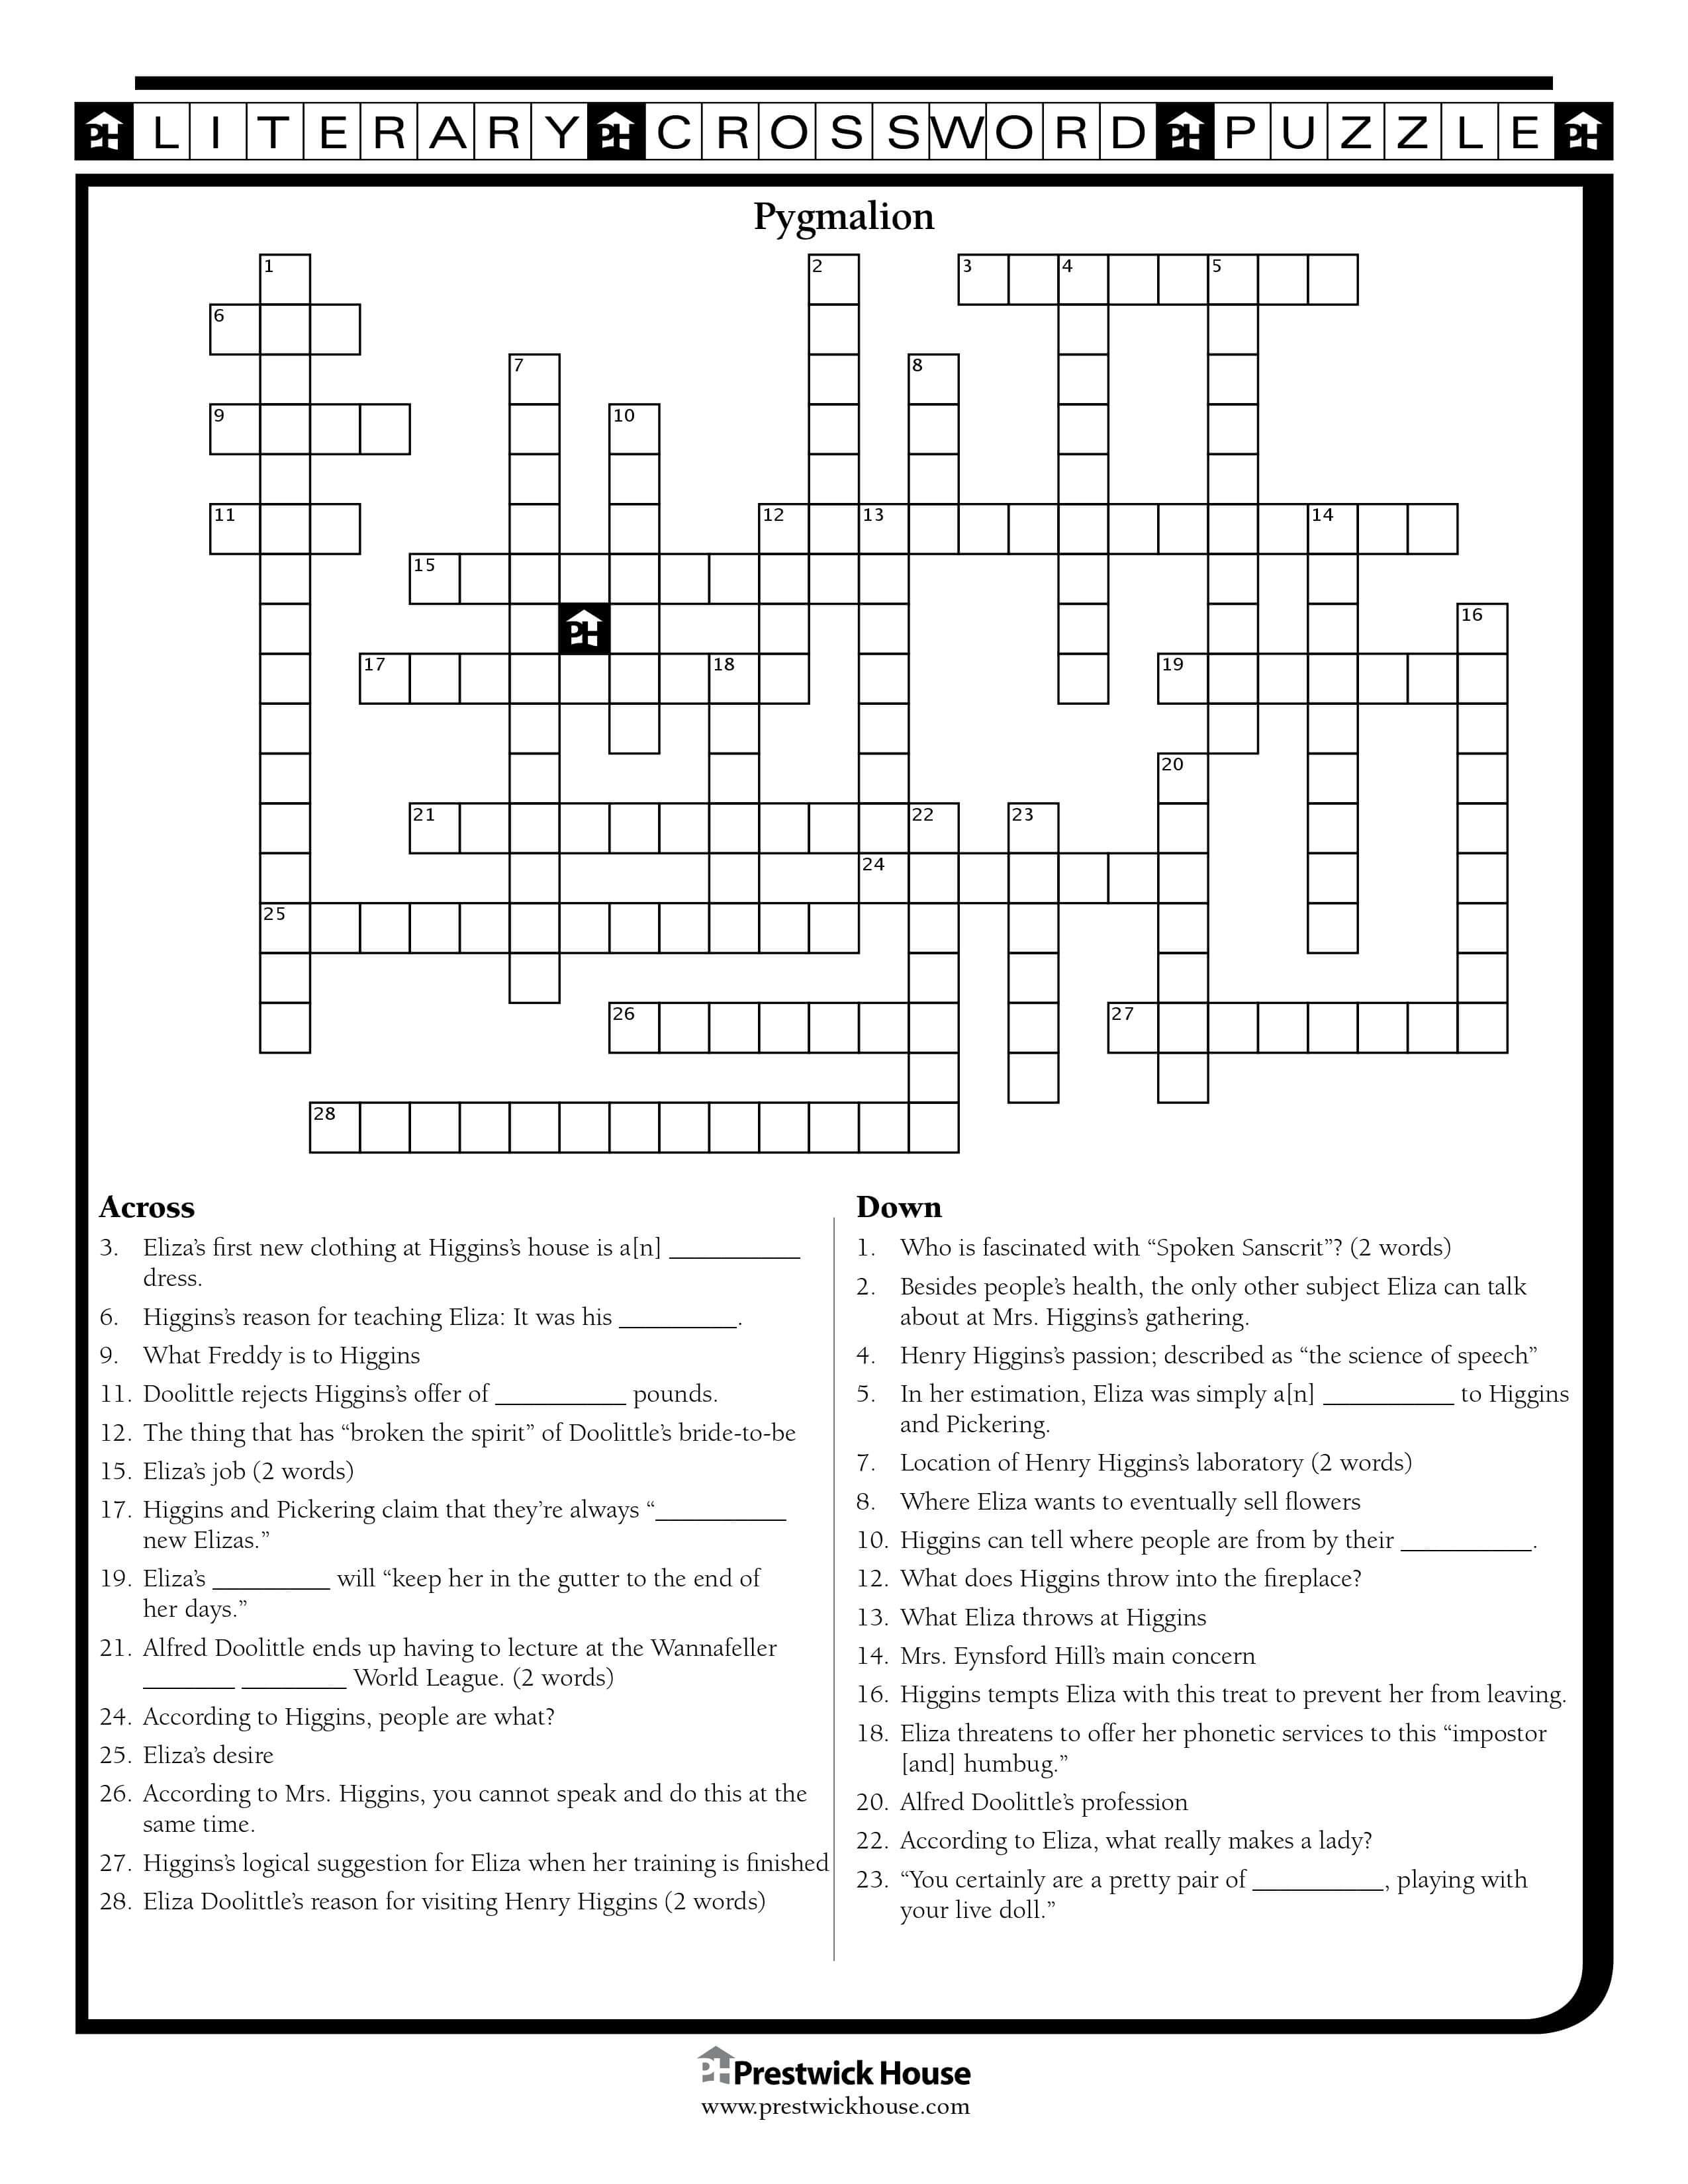 PH LITERARY PH CROSSWORD PH PUZZLE PH
Pygmalion
1 2 3 4 5
6
7 8
9 10
11 12 13 14
15
PH 16
17 18 19
20
21 22 23
24
25
26 27
28
Across
3. Eliza’s first new clothing at Higgins’s house is a[n] __________
dress.
6. Higgins’s reason for teaching Eliza: It was his _________.
9. What Freddy is to Higgins
11. Doolittle rejects Higgins’s offer of __________ pounds.
12. The thing that has “broken the spirit” of Doolittle’s bride-to-be
15. Eliza’s job (2 words)
17. Higgins and Pickering claim that they’re always “__________
new Elizas.”
19. Eliza’s _________ will “keep her in the gutter to the end of
her days.”
21. Alfred Doolittle ends up having to lecture at the Wannafeller
_______ ________ World League. (2 words)
24. According to Higgins, people are what?
25. Eliza’s desire
26. According to Mrs. Higgins, you cannot speak and do this at the
same time.
27. Higgins’s logical suggestion for Eliza when her training is finished
28. Eliza Doolittle’s reason for visiting Henry Higgins (2 words)
Down
1. Who is fascinated with “Spoken Sanscrit”? (2 words)
2. Besides people’s health, the only other subject Eliza can talk
about at Mrs. Higgins’s gathering.
4. Henry Higgins’s passion; described as “the science of speech”
5. In her estimation, Eliza was simply a[n] __________ to Higgins
and Pickering.
7. Location of Henry Higgins’s laboratory (2 words)
8. Where Eliza wants to eventually sell flowers
10. Higgins can tell where people are from by their __________.
12. What does Higgins throw into the fireplace?
13. What Eliza throws at Higgins
14. Mrs. Eynsford Hill’s main concern
16. Higgins tempts Eliza with this treat to prevent her from leaving.
18. Eliza threatens to offer her phonetic services to this “impostor
[and] humbug.”
20. Alfred Doolittle’s profession
22. According to Eliza, what really makes a lady?
23. “You certainly are a pretty pair of __________, playing with
your live doll.”
PH Prestwick House
www.prestwickhouse.com